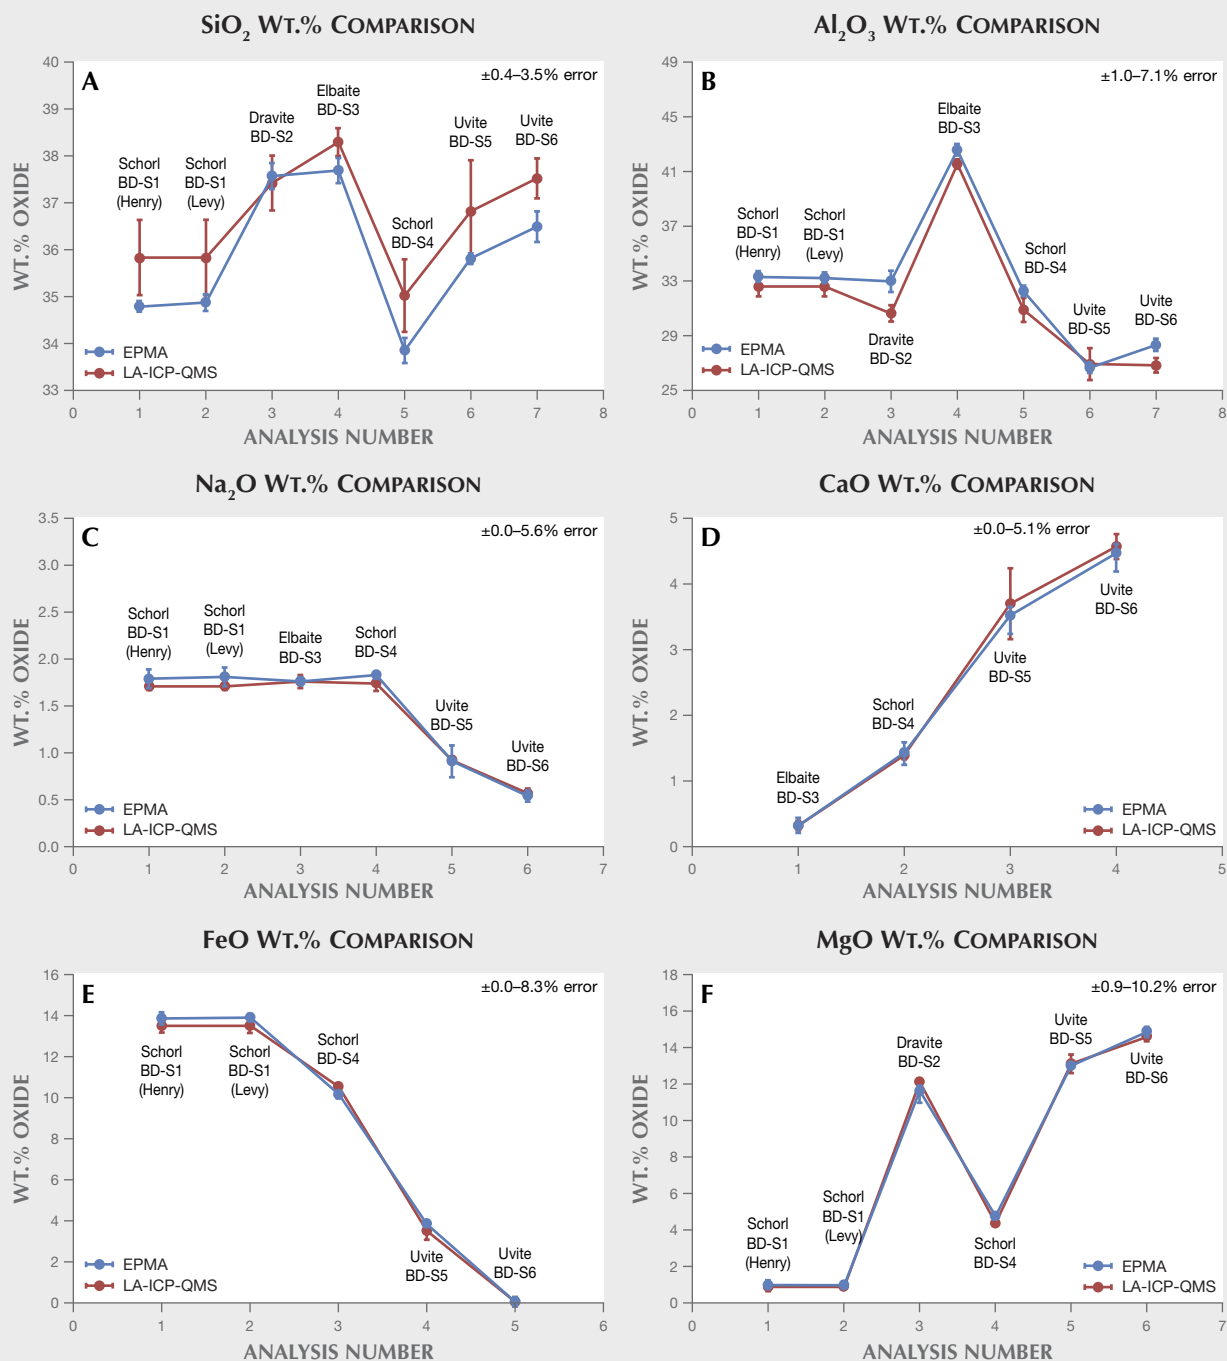 SiO₂ WT.% COMPARISON
A
±0.4–3.5% error
40
39
38
37
36
35
34
33
WT.% OXIDE
Schorl
BD-S1
(Henry)
Schorl
BD-S1
(Levy)
Dravite
BD-S2
Elbaite
BD-S3
Schorl
BD-S4
Uvite
BD-S5
Uvite
BD-S6
EPMA
LA-ICP-QMS
0 1 2 3 4 5 6 7 8
ANALYSIS NUMBER
Al₂O₃ WT.% COMPARISON
B
±1.0–7.1% error
49
45
41
37
33
29
25
WT.% OXIDE
Schorl
BD-S1
(Henry)
Schorl
BD-S1
(Levy)
Dravite
BD-S2
Elbaite
BD-S3
Schorl
BD-S4
Uvite
BD-S5
Uvite
BD-S6
EPMA
LA-ICP-QMS
0 1 2 3 4 5 6 7 8
ANALYSIS NUMBER
Na₂O WT.% COMPARISON
C
±0.0–5.6% error
3.5
3.0
2.5
2.0
1.5
1.0
0.5
0.0
WT.% OXIDE
Schorl
BD-S1
(Henry)
Schorl
BD-S1
(Levy)
Elbaite
BD-S3
Schorl
BD-S4
Uvite
BD-S5
Uvite
BD-S6
EPMA
LA-ICP-QMS
0 1 2 3 4 5 6 7
ANALYSIS NUMBER
CaO WT.% COMPARISON
D
±0.0–5.1% error
5
4
3
2
1
0
WT.% OXIDE
Elbaite
BD-S3
Schorl
BD-S4
Uvite
BD-S5
Uvite
BD-S6
EPMA
LA-ICP-QMS
0 1 2 3 4 5
ANALYSIS NUMBER
FeO WT.% COMPARISON
E
±0.0–8.3% error
16
14
12
10
8
6
4
2
0
WT.% OXIDE
Schorl
BD-S1
(Henry)
Schorl
BD-S1
(Levy)
Schorl
BD-S4
Uvite
BD-S5
Uvite
BD-S6
EPMA
LA-ICP-QMS
0 1 2 3 4 5 6
ANALYSIS NUMBER
MgO WT.% COMPARISON
F
±0.9–10.2% error
18
16
14
12
10
8
6
4
2
0
WT.% OXIDE
Schorl
BD-S1
(Henry)
Schorl
BD-S1
(Levy)
Dravite
BD-S2
Schorl
BD-S4
Uvite
BD-S5
Uvite
BD-S6
EPMA
LA-ICP-QMS
0 1 2 3 4 5 6 7
ANALYSIS NUMBER